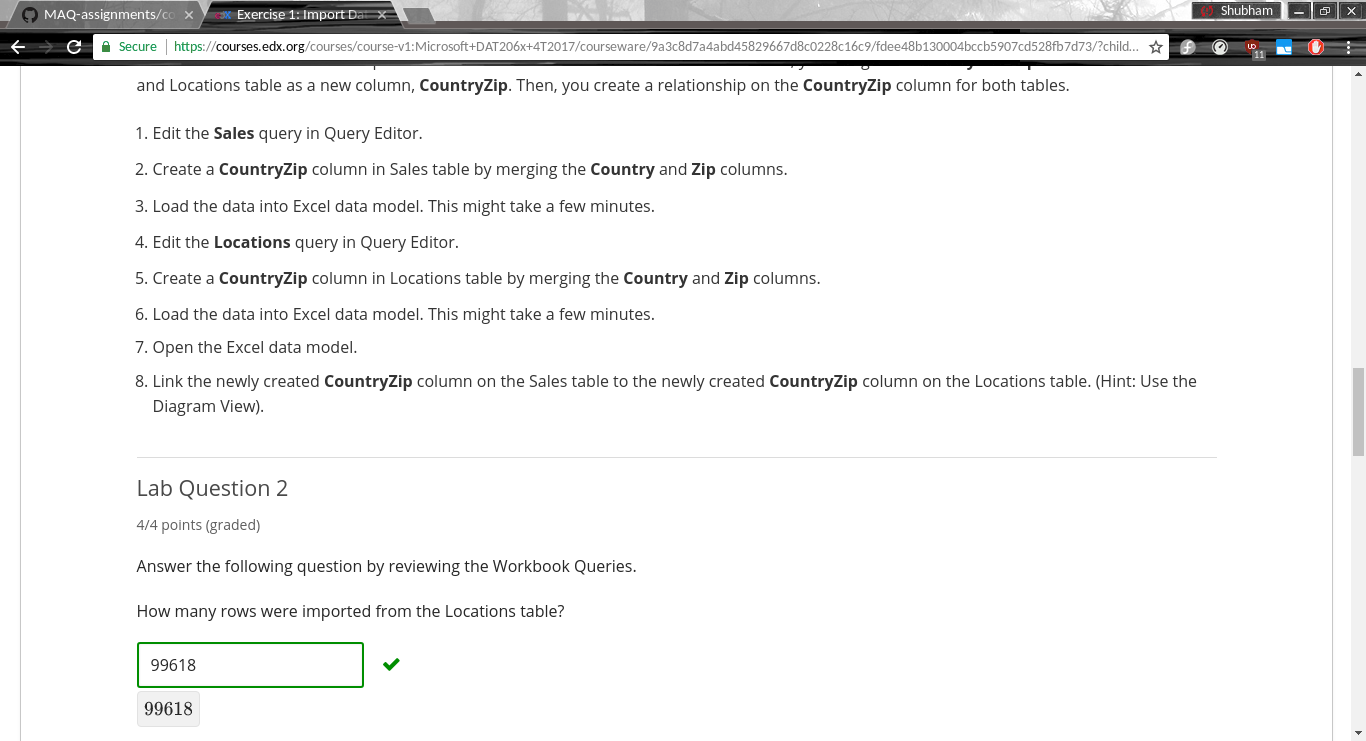 MAQ-assignments/co
Exercise 1: Import Da
Shubham
Secure
https://courses.edx.org/courses/course-v1:Microsoft+DAT206x+4T2017/courseware/9a3c8d7a4abd45829667d8c0228c16c9/fdee48b130004bccb5907cd528fb7d73/?child...
11
and Locations table as a new column, CountryZip. Then, you create a relationship on the CountryZip column for both tables.
1. Edit the Sales query in Query Editor.
2. Create a CountryZip column in Sales table by merging the Country and Zip columns.
3. Load the data into Excel data model. This might take a few minutes.
4. Edit the Locations query in Query Editor.
5. Create a CountryZip column in Locations table by merging the Country and Zip columns.
6. Load the data into Excel data model. This might take a few minutes.
7. Open the Excel data model.
8. Link the newly created CountryZip column on the Sales table to the newly created CountryZip column on the Locations table. (Hint: Use the
Diagram View).
Lab Question 2
4/4 points (graded)
Answer the following question by reviewing the Workbook Queries.
How many rows were imported from the Locations table?
99618
99618